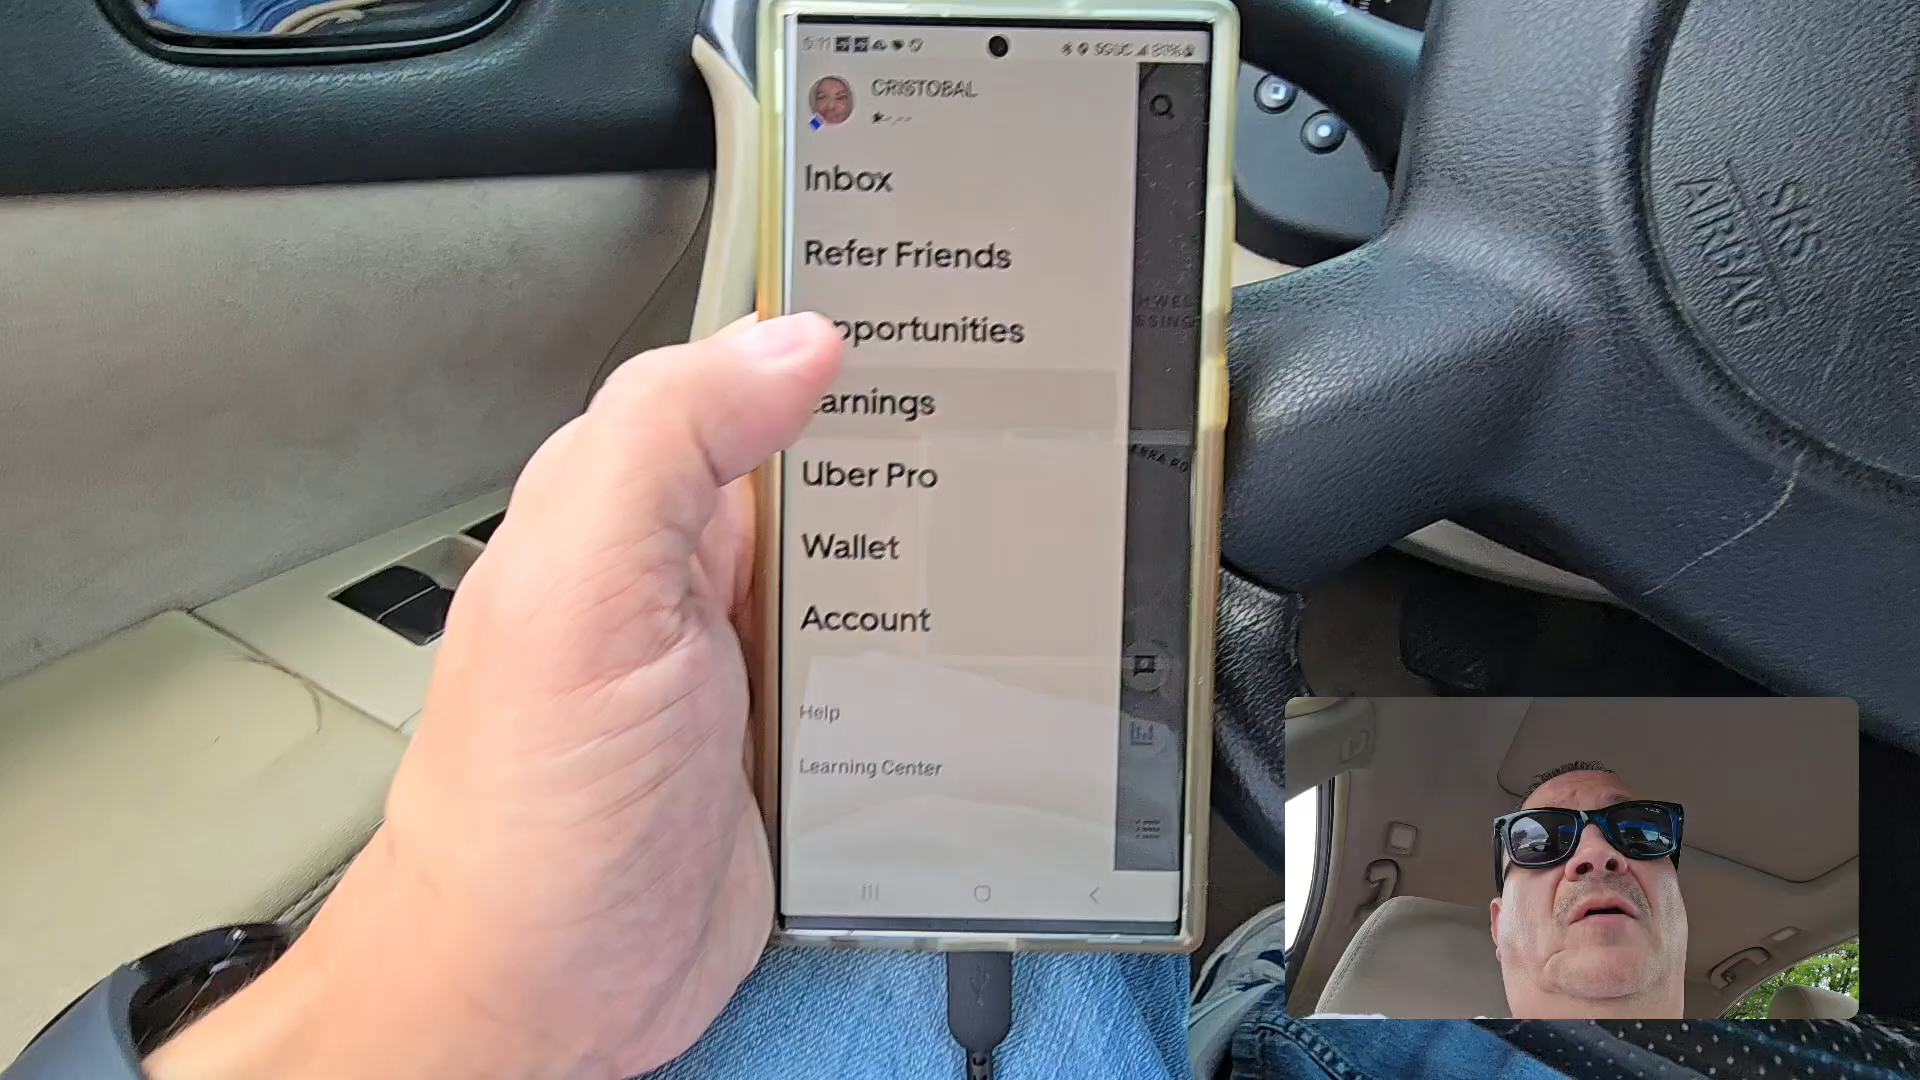 CRISTOBAL
Inbox
Refer Friends
pportunities
arnings
Uber Pro
Wallet
Account
Help
Learning Center
SRS
AIRBAG